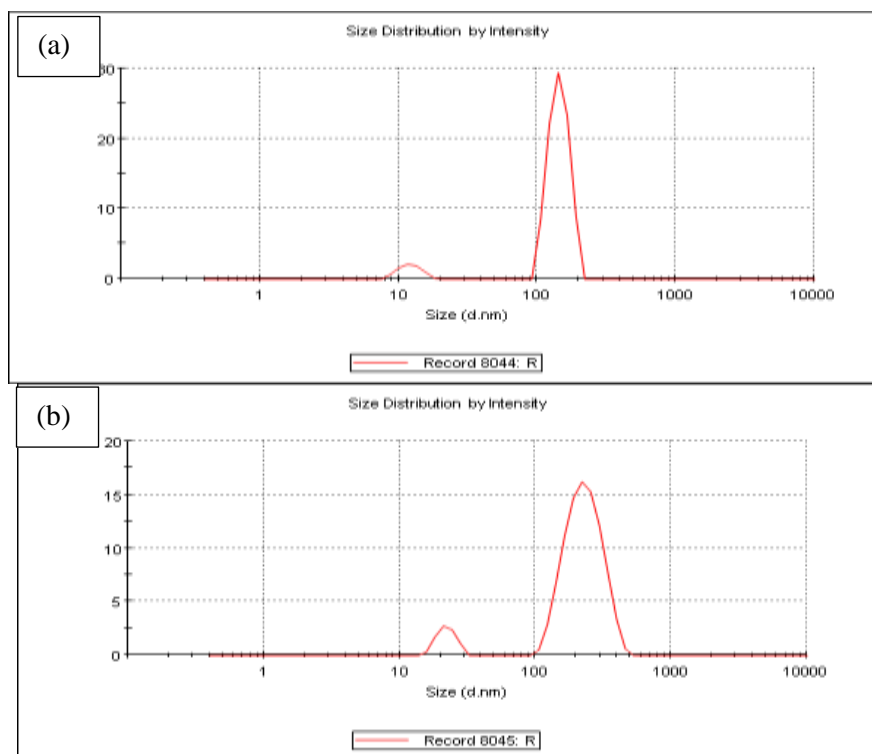 (a)
Size Distribution by Intensity
20
10
0
1 10 100 1000 10000
Size (d.nm)
Record 8044: R
(b)
Size Distribution by Intensity
20
15
10
5
0
1 10 100 1000 10000
Size (d.nm)
Record 8045: R